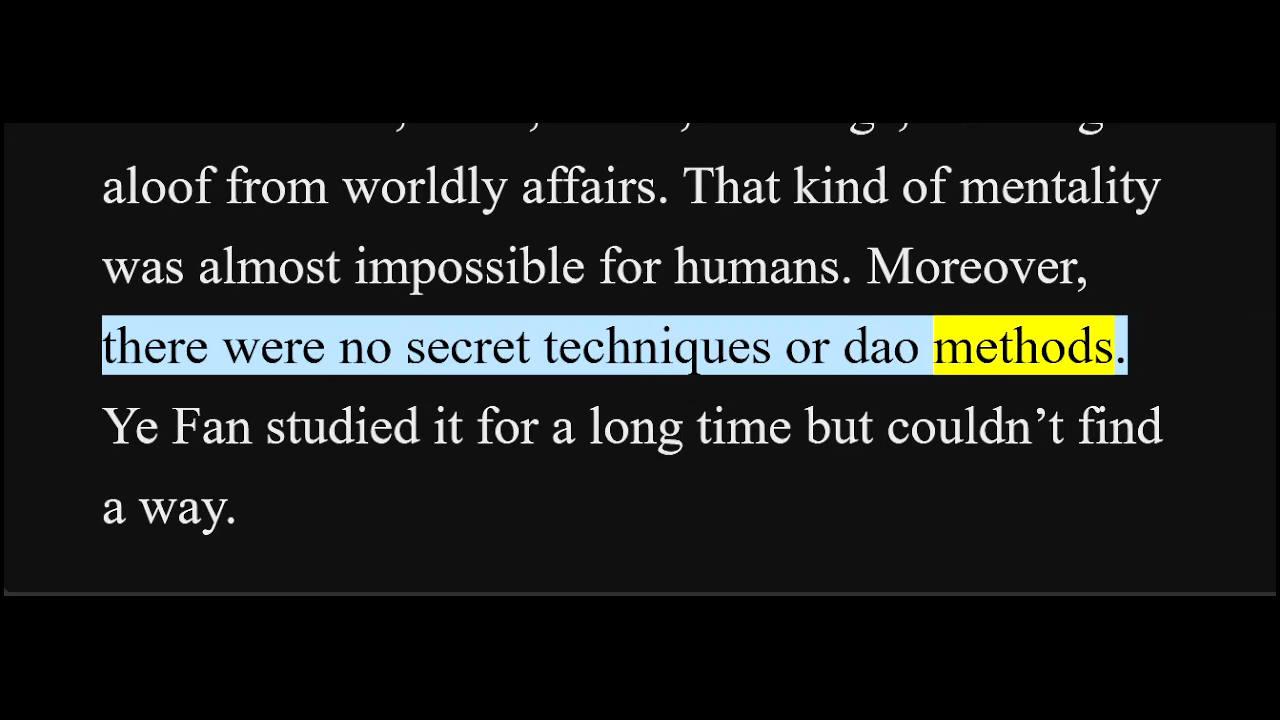 aloof from worldly affairs. That kind of mentality
was almost impossible for humans. Moreover,
there were no secret techniques or dao methods.
Ye Fan studied it for a long time but couldn’t find
a way.